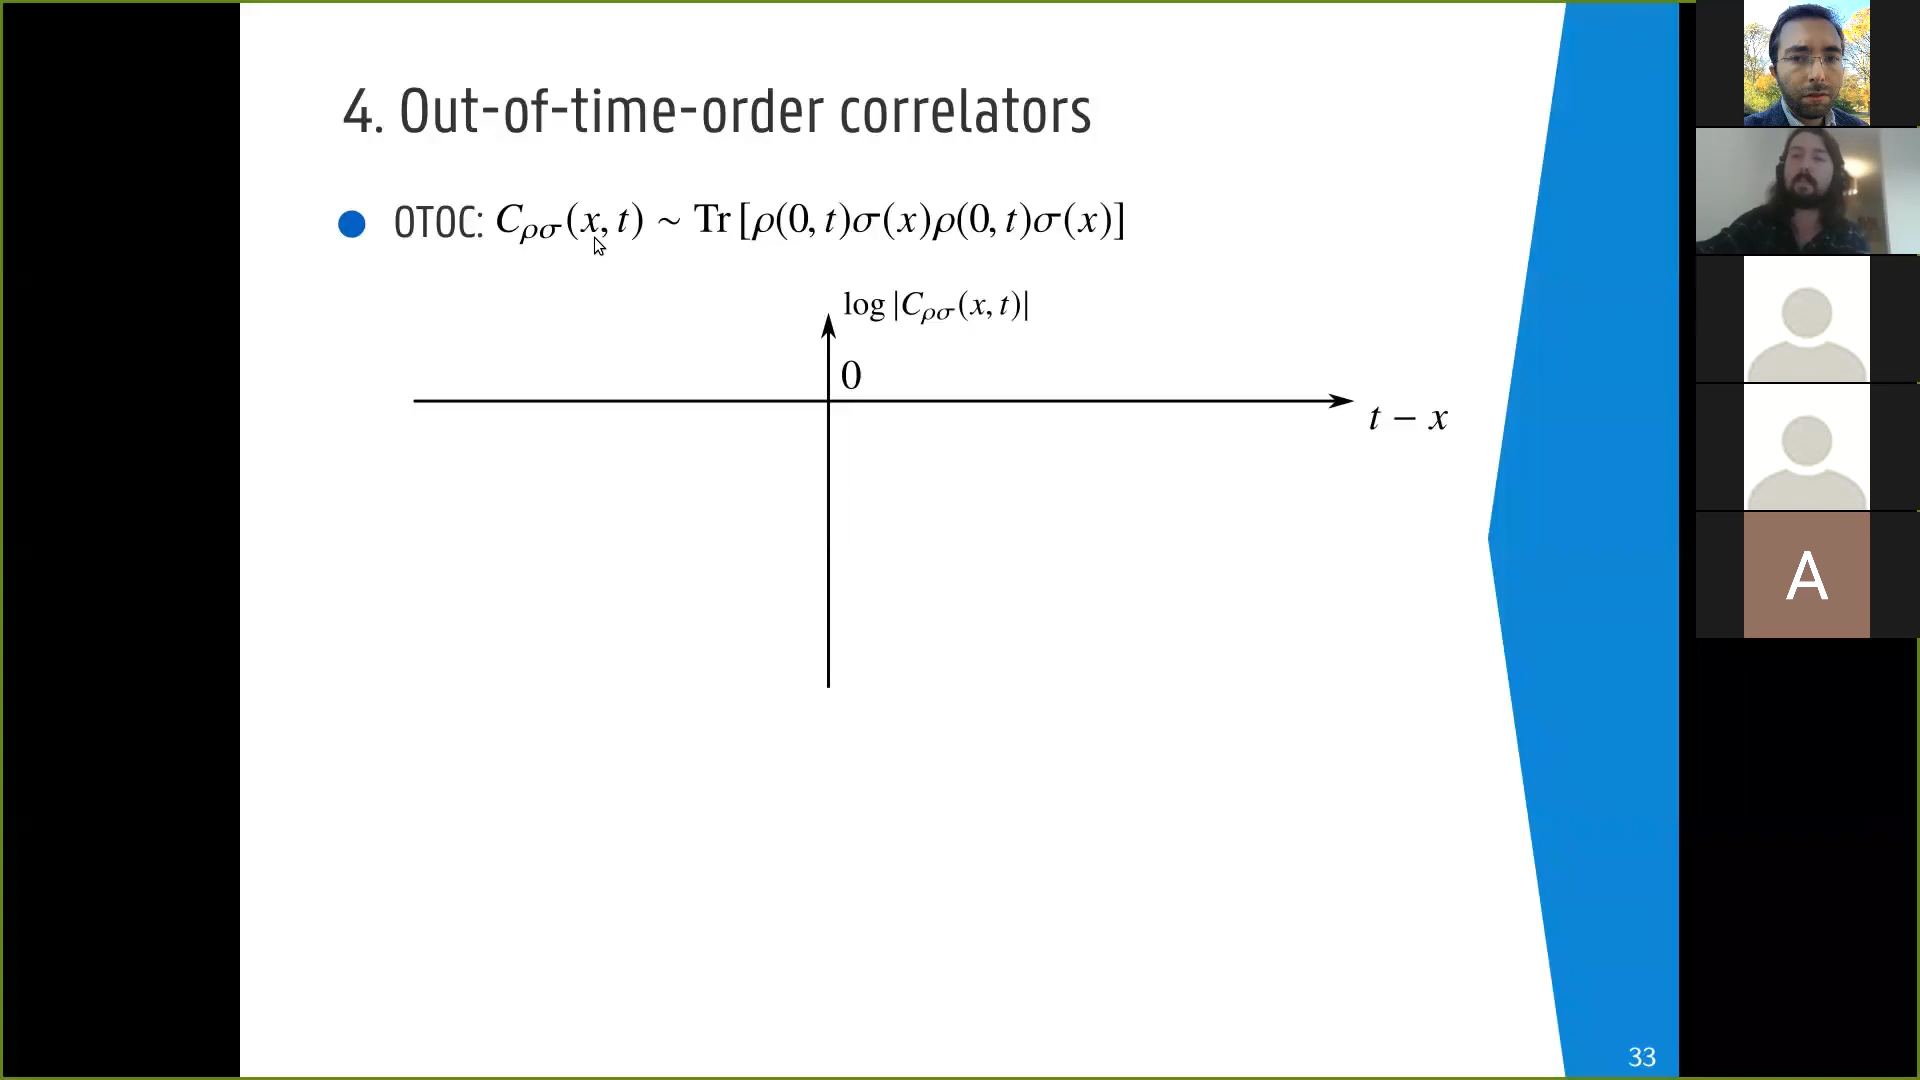 4. Out-of-time-order correlators
OTOC: C_{ρσ}(x, t) ∼ Tr [ρ(0, t)σ(x)ρ(0, t)σ(x)]
log |C_{ρσ}(x, t)|
0
t − x
33
A